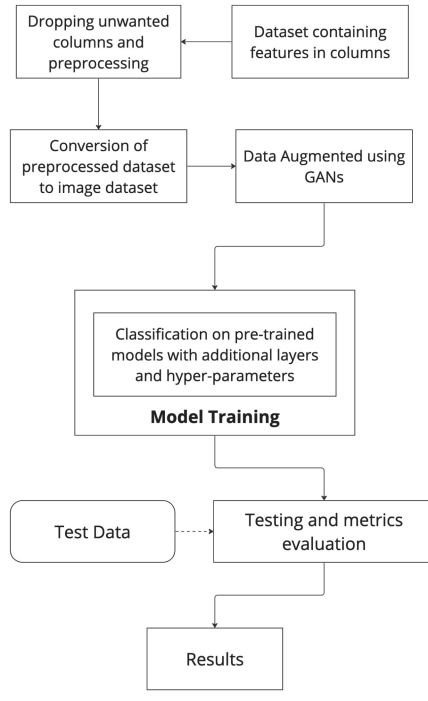 Dropping unwanted
columns and
preprocessing
Dataset containing
features in columns
Conversion of
preprocessed dataset
to image dataset
Data Augmented using
GANs
Classification on pre-trained
models with additional layers
and hyper-parameters
Model Training
Test Data
Testing and metrics
evaluation
Results